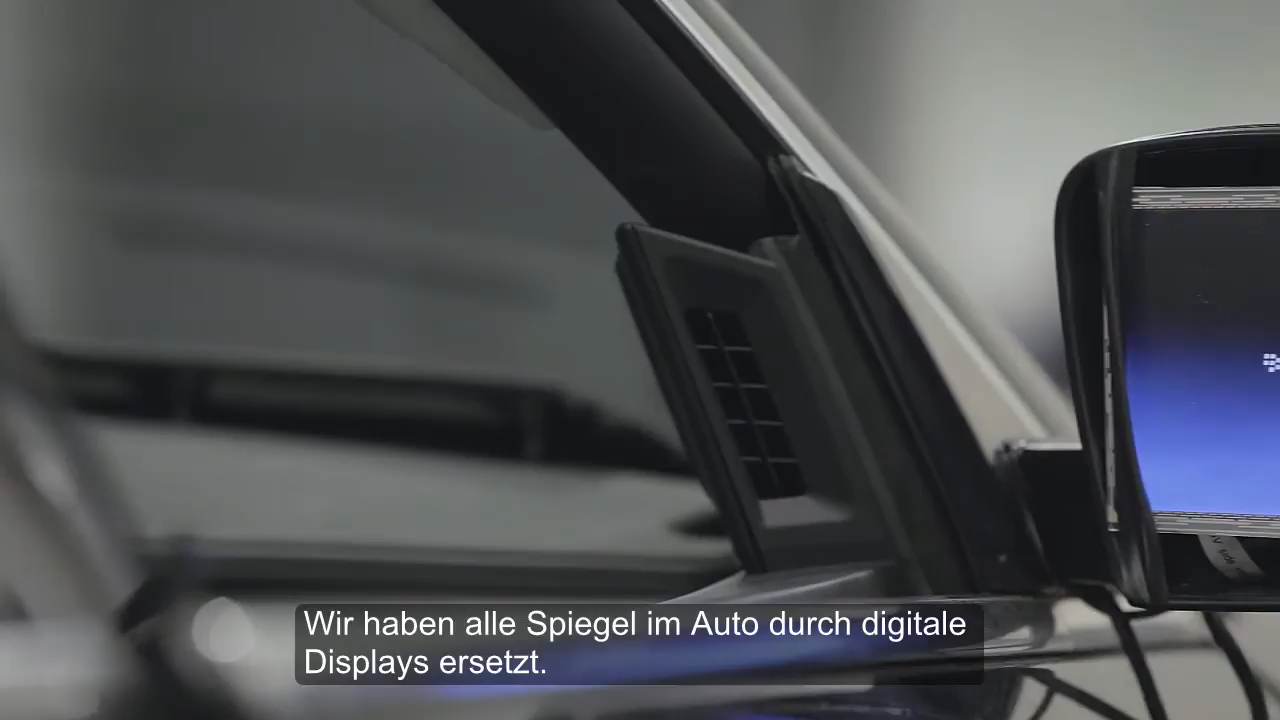 Wir haben alle Spiegel im Auto durch digitale
Displays ersetzt.